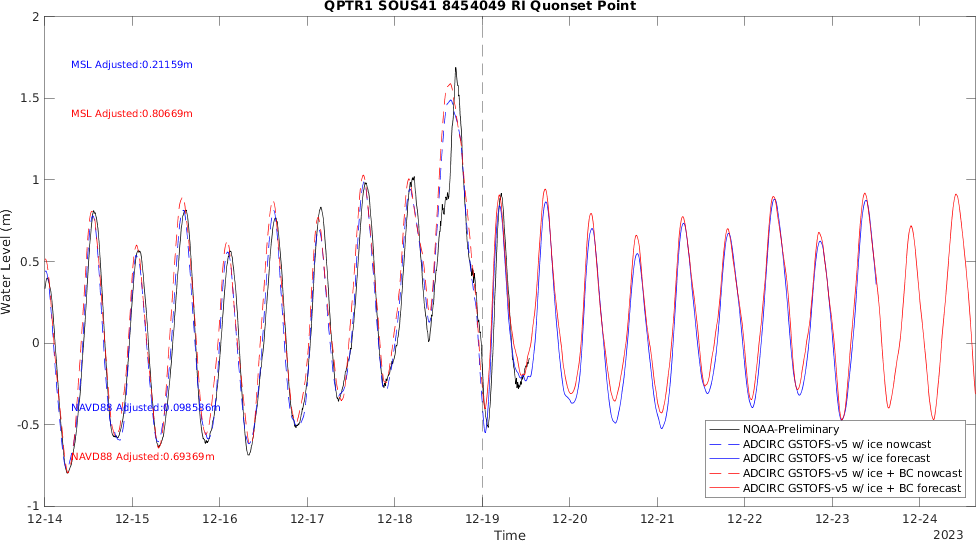 QPTR1 SOUS41 8454049 RI Quonset Point
2
1.5
1
0.5
0
-0.5
-1
Water Level (m)
MSL Adjusted:0.21159m
MSL Adjusted:0.80669m
NAVD88 Adjusted:0.098586m
NAVD88 Adjusted:0.69369m
NOAA-Preliminary
ADCIRC GSTOFS-v5 w/ ice nowcast
ADCIRC GSTOFS-v5 w/ ice forecast
ADCIRC GSTOFS-v5 w/ ice + BC nowcast
ADCIRC GSTOFS-v5 w/ ice + BC forecast
12-14 12-15 12-16 12-17 12-18 12-19 12-20 12-21 12-22 12-23 12-24
Time
2023